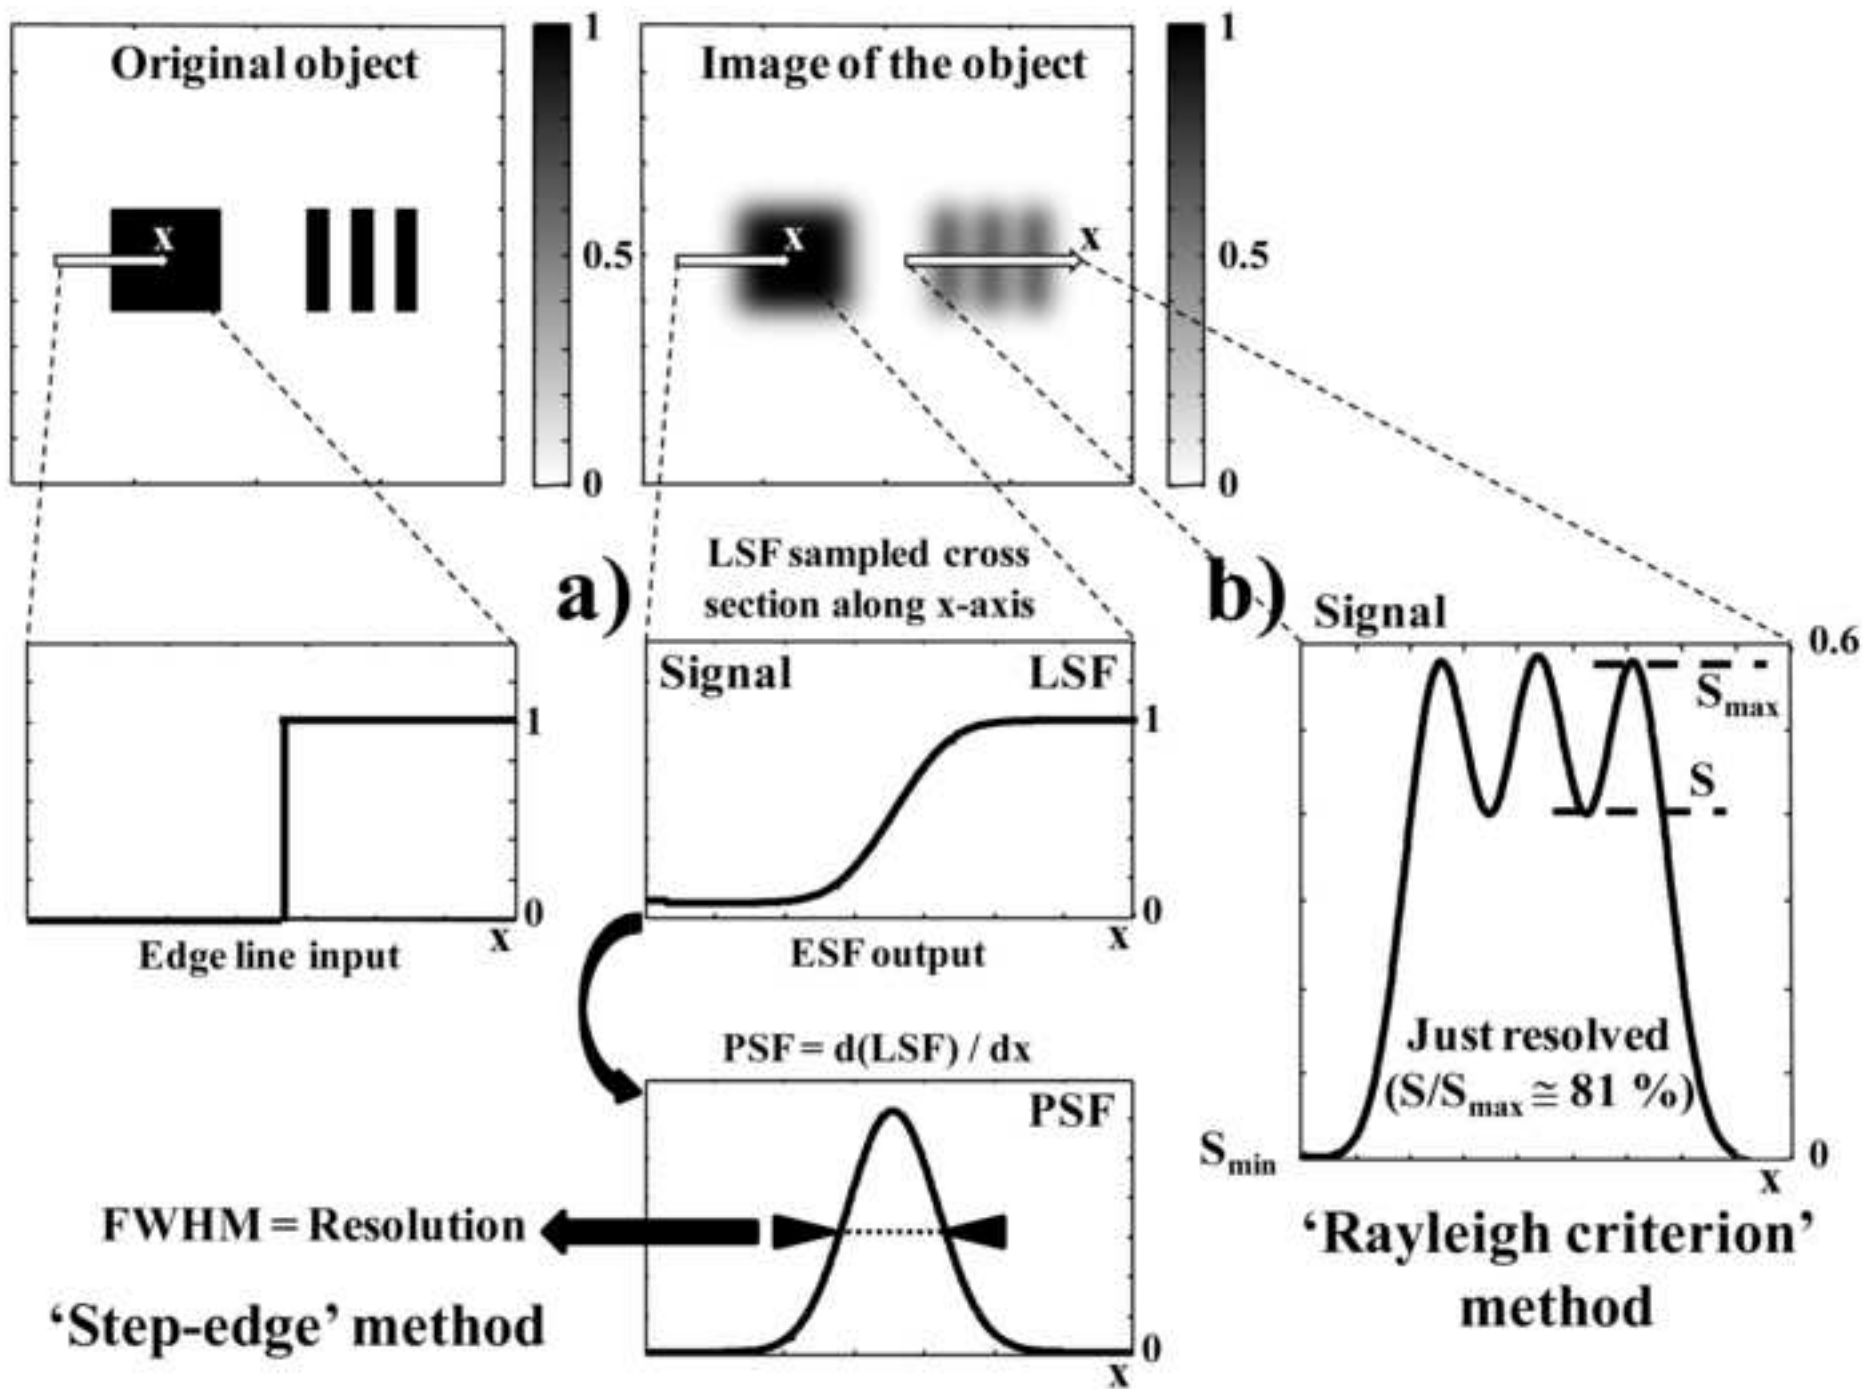 Original object
1
0.5
0
x
Image of the object
1
0.5
0
x
x
a)
LSF sampled cross
section along x-axis
b)
1
0
x
Edge line input
Signal
LSF
1
0
x
ESF output
PSF = d(LSF) / dx
PSF
0
x
FWHM = Resolution
'Step-edge' method
Signal
0.6
Smax
S
Just resolved
(S/Smax ≅ 81 %)
Smin
0
x
'Rayleigh criterion'
method